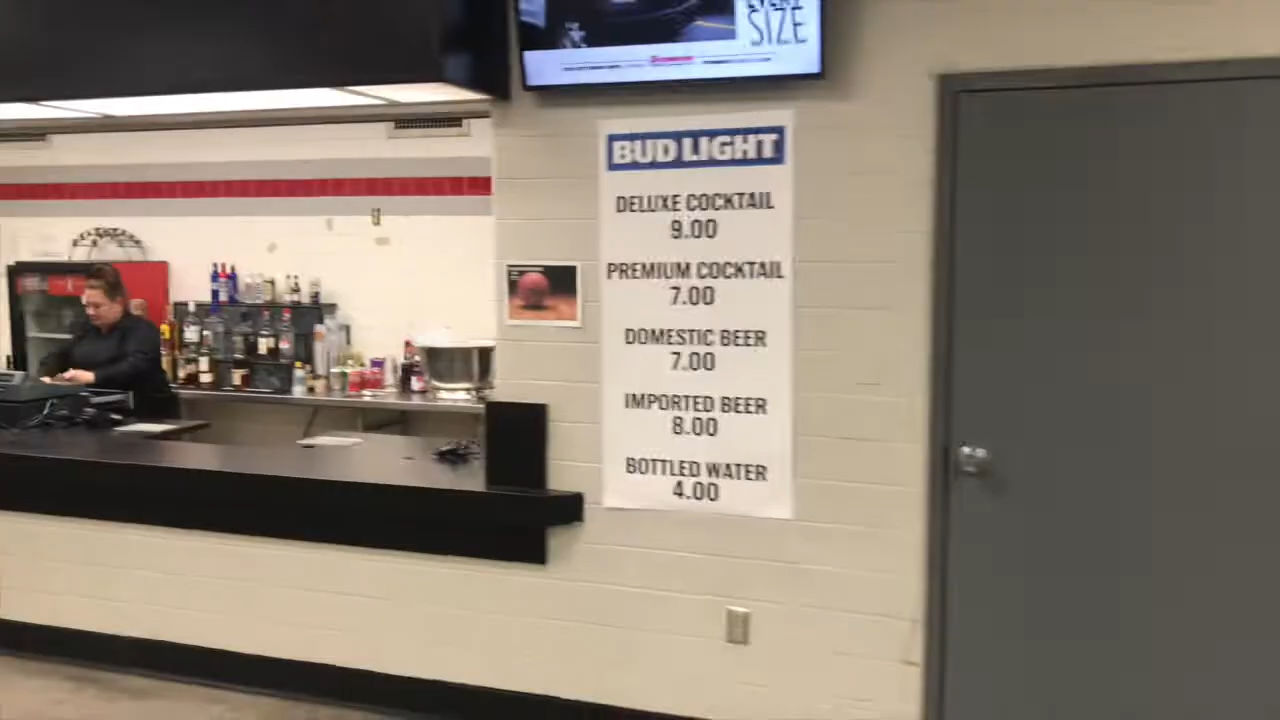 SIZE
BUD LIGHT
DELUXE COCKTAIL
9.00
PREMIUM COCKTAIL
7.00
DOMESTIC BEER
7.00
IMPORTED BEER
8.00
BOTTLED WATER
4.00